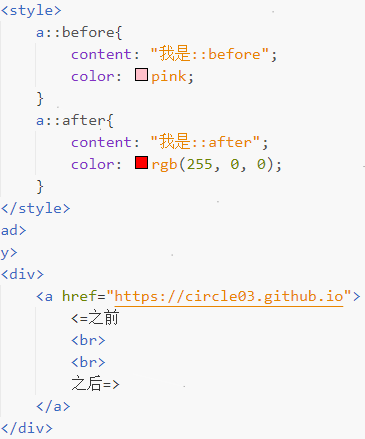 <style>
a::before{
content: "我是::before";
color: pink;
}
a::after{
content: "我是::after";
color: rgb(255, 0, 0);
}
</style>
ad>
y>
<div>
<a href="https://circle03.github.io">
<=之前
<br>
<br>
之后=>
</a>
</div>